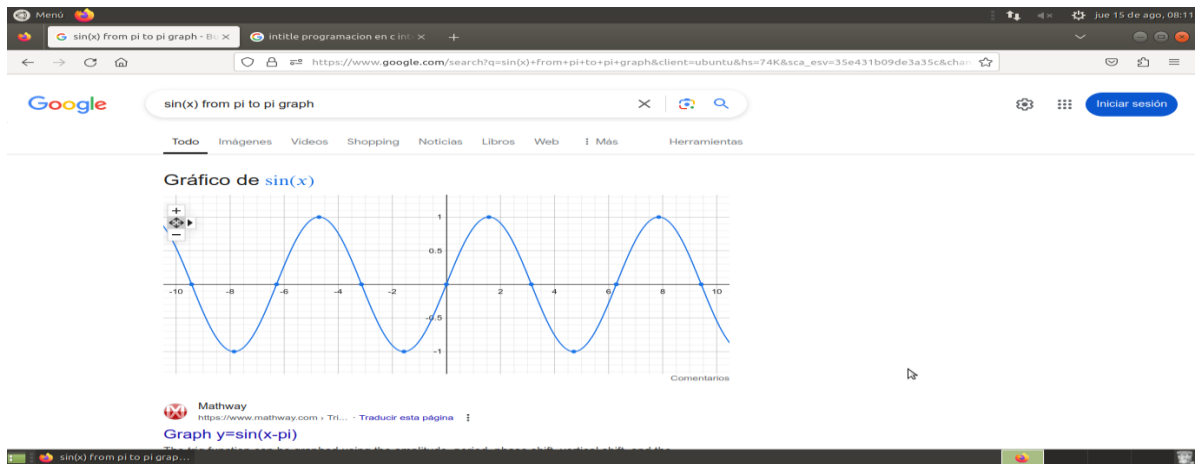 Menú
jue 15 de ago, 08:11
sin(x) from pi to pi graph - Bu
intitle programacion en c int
https://www.google.com/search?q=sin(x)+from+pi+to+pi+graph&client=ubuntu&hs=74K&sca_esv=35e431b09de3a35c&chan
Google
sin(x) from pi to pi graph
Iniciar sesión
Todo Imágenes Videos Shopping Noticias Libros Web Más Herramientas
Gráfico de sin(x)
1
0.5
-10 -8 -6 -4 -2 2 4 6 8 10
-0.5
-1
Comentarios
Mathway
https://www.mathway.com › Tri... - Traducir esta página
Graph y=sin(x-pi)
sin(x) from pi to pi grap...